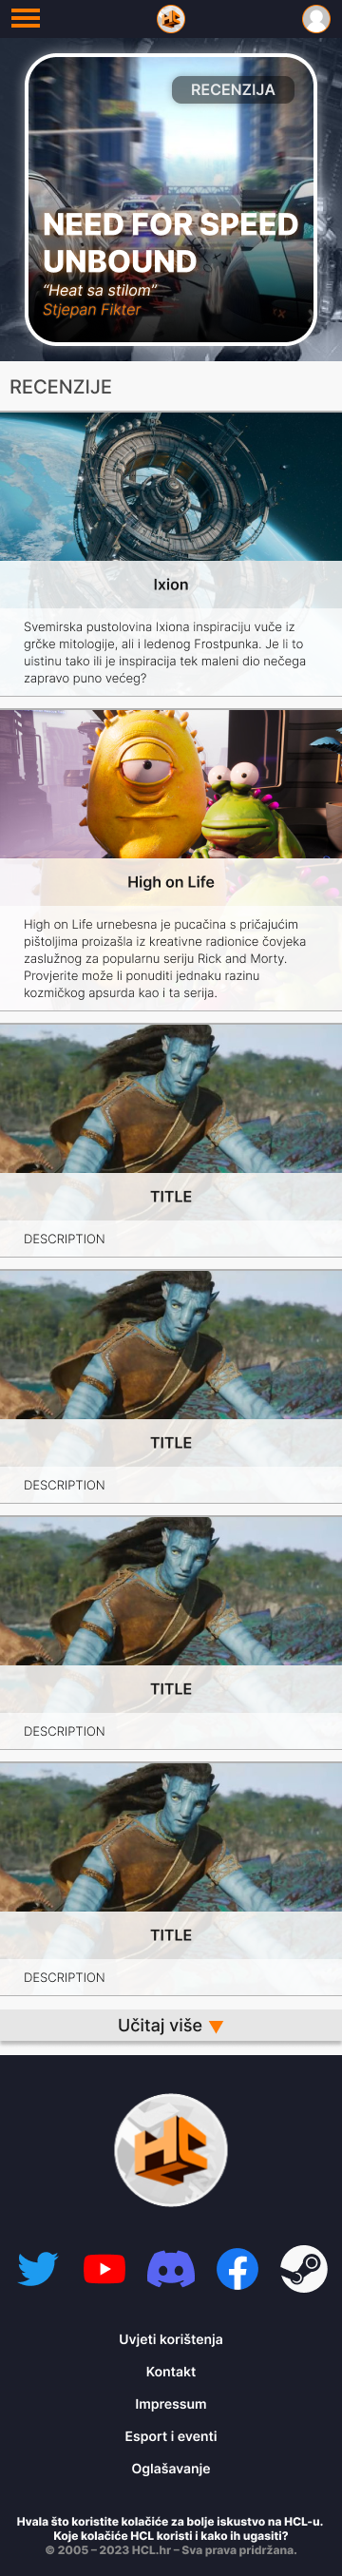 RECENZIJA
NEED FOR SPEED
UNBOUND
“Heat sa stilom”
Stjepan Fikter
RECENZIJE
Ixion
Svemirska pustolovina Ixiona inspiraciju vuče iz
grčke mitologije, ali i ledenog Frostpunka. Je li to
uistinu tako ili je inspiracija tek maleni dio nečega
zapravo puno većeg?
High on Life
High on Life urnebesna je pucačina s pričajućim
pištoljima proizašla iz kreativne radionice čovjeka
zaslužnog za popularnu seriju Rick and Morty.
Provjerite može li ponuditi jednaku razinu
kozmičkog apsurda kao i ta serija.
TITLE
DESCRIPTION
TITLE
DESCRIPTION
TITLE
DESCRIPTION
TITLE
DESCRIPTION
Učitaj više
Uvjeti korištenja
Kontakt
Impressum
Esport i eventi
Oglašavanje
Hvala što koristite kolačiće za bolje iskustvo na HCL-u.
Koje kolačiće HCL koristi i kako ih ugasiti?
© 2005 – 2023 HCL.hr – Sva prava pridržana.